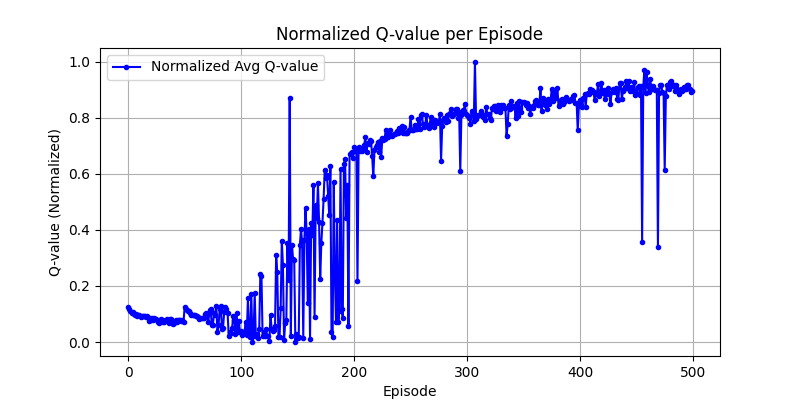 Normalized Q-value per Episode
Normalized Avg Q-value
Q-value (Normalized)
1.0
0.8
0.6
0.4
0.2
0.0
0 100 200 300 400 500
Episode